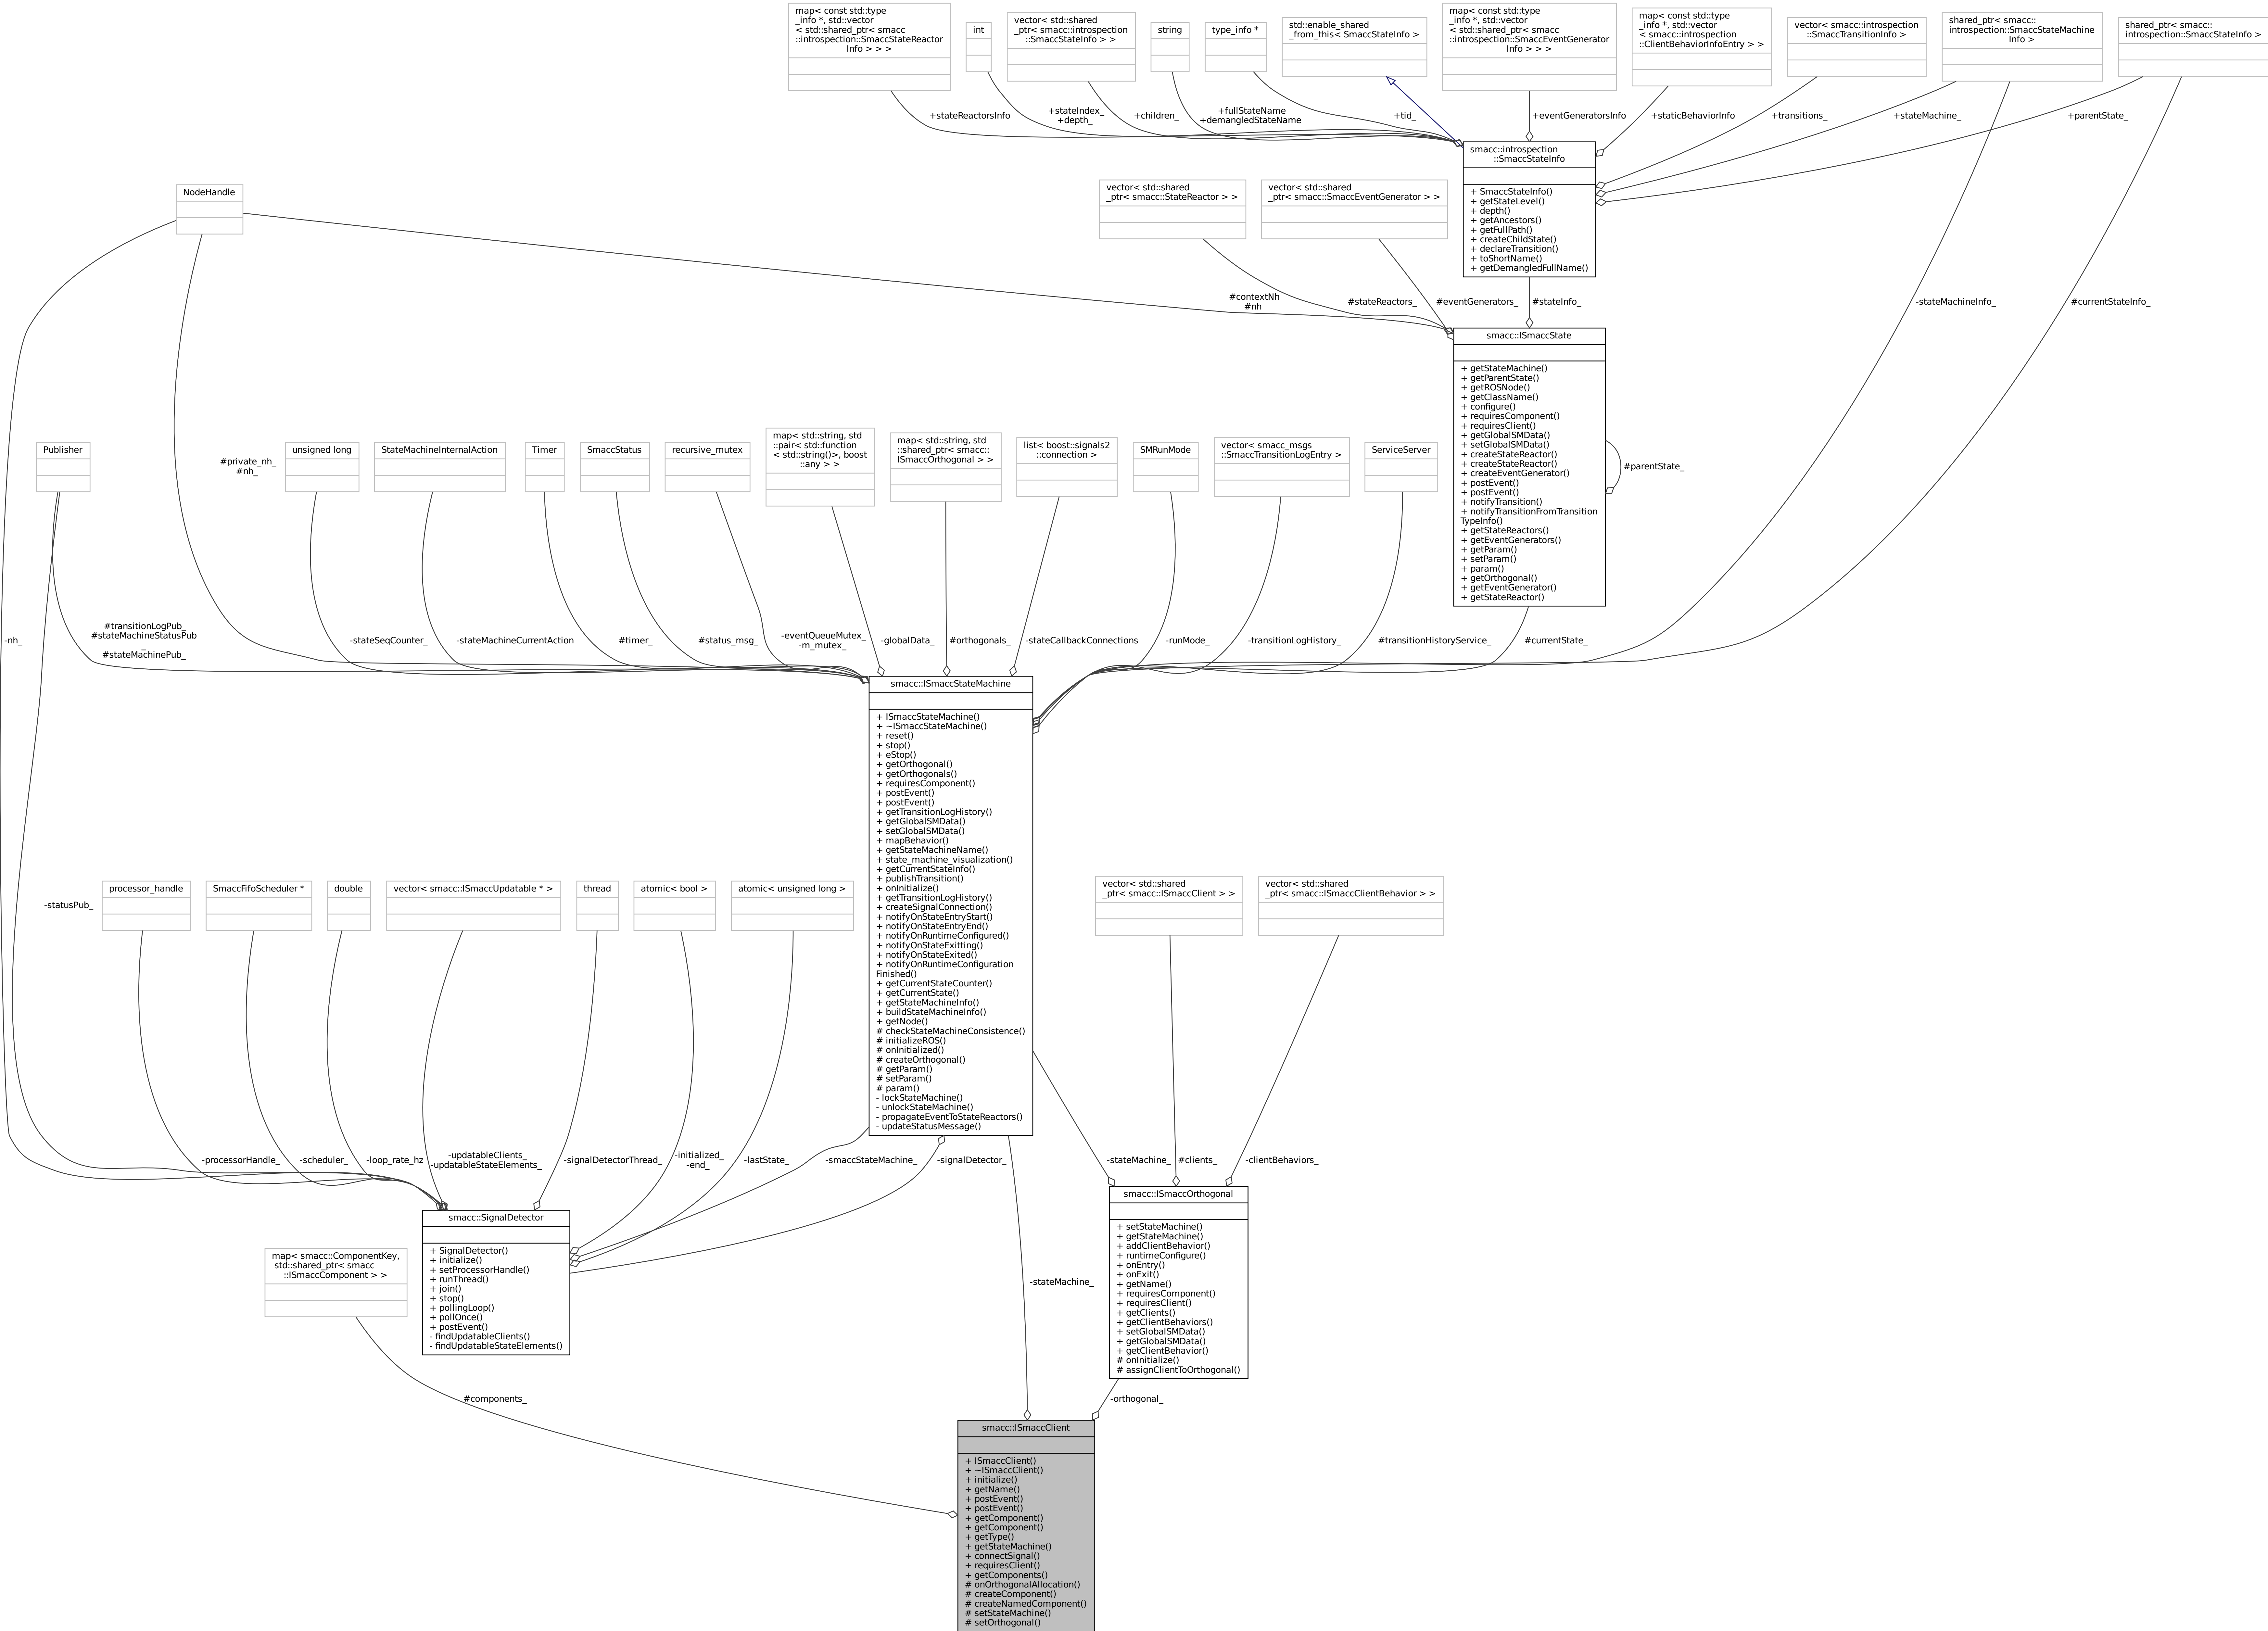 map< const std::type
_info *, std::vector
< std::shared_ptr< smacc
::introspection::SmaccStateReactor
Info > > >
int
vector< std::shared
_ptr< smacc::introspection
::SmaccStateInfo > >
string
type_info *
std::enable_shared
_from_this< SmaccStateInfo >
map< const std::type
_info *, std::vector
< std::shared_ptr< smacc
::introspection::SmaccEventGenerator
Info > > >
map< const std::type
_info *, std::vector
< smacc::introspection
::ClientBehaviorInfoEntry > >
vector< smacc::introspection
::SmaccTransitionInfo >
shared_ptr< smacc::
introspection::SmaccStateMachine
Info >
shared_ptr< smacc::
introspection::SmaccStateInfo >
+stateReactorsInfo
+stateIndex_
+depth_
+children_
+fullStateName
+demangledStateName
+tid_
+eventGeneratorsInfo
+staticBehaviorInfo
+transitions_
+stateMachine_
+parentState_
smacc::introspection
::SmaccStateInfo
+ SmaccStateInfo()
+ getStateLevel()
+ depth()
+ getAncestors()
+ getFullPath()
+ createChildState()
+ declareTransition()
+ toShortName()
+ getDemangledFullName()
NodeHandle
vector< std::shared
_ptr< smacc::StateReactor > >
vector< std::shared
_ptr< smacc::SmaccEventGenerator > >
#contextNh
#nh
#stateReactors_
#eventGenerators_
#stateInfo_
-stateMachineInfo_
#currentStateInfo_
smacc::ISmaccState
+ getStateMachine()
+ getParentState()
+ getROSNode()
+ getClassName()
+ configure()
+ requiresComponent()
+ requiresClient()
+ getGlobalSMData()
+ setGlobalSMData()
+ createStateReactor()
+ createStateReactor()
+ createEventGenerator()
+ postEvent()
+ postEvent()
+ notifyTransition()
+ notifyTransitionFromTransition
TypeInfo()
+ getStateReactors()
+ getEventGenerators()
+ getParam()
+ setParam()
+ param()
+ getOrthogonal()
+ getEventGenerator()
+ getStateReactor()
#parentState_
Publisher
#private_nh_
#nh_
unsigned long
StateMachineInternalAction
Timer
SmaccStatus
recursive_mutex
map< std::string, std
::pair< std::function
< std::string()>, boost
::any > >
map< std::string, std
::shared_ptr< smacc::
ISmaccOrthogonal > >
list< boost::signals2
::connection >
SMRunMode
vector< smacc_msgs
::SmaccTransitionLogEntry >
ServiceServer
-nh_
#transitionLogPub_
#stateMachineStatusPub
_
#stateMachinePub_
-stateSeqCounter_
-stateMachineCurrentAction
#timer_
#status_msg_
-eventQueueMutex_
-m_mutex_
-globalData_
#orthogonals_
-stateCallbackConnections
-runMode_
-transitionLogHistory_
#transitionHistoryService_
#currentState_
smacc::ISmaccStateMachine
+ ISmaccStateMachine()
+ ~ISmaccStateMachine()
+ reset()
+ stop()
+ eStop()
+ getOrthogonal()
+ getOrthogonals()
+ requiresComponent()
+ postEvent()
+ postEvent()
+ getTransitionLogHistory()
+ getGlobalSMData()
+ setGlobalSMData()
+ mapBehavior()
+ getStateMachineName()
+ state_machine_visualization()
+ getCurrentStateInfo()
+ publishTransition()
+ onInitialize()
+ getTransitionLogHistory()
+ createSignalConnection()
+ notifyOnStateEntryStart()
+ notifyOnStateEntryEnd()
+ notifyOnRuntimeConfigured()
+ notifyOnStateExitting()
+ notifyOnStateExited()
+ notifyOnRuntimeConfiguration
Finished()
+ getCurrentStateCounter()
+ getCurrentState()
+ getStateMachineInfo()
+ buildStateMachineInfo()
+ getNode()
# checkStateMachineConsistence()
# initializeROS()
# onInitialized()
# createOrthogonal()
# getParam()
# setParam()
# param()
- lockStateMachine()
- unlockStateMachine()
- propagateEventToStateReactors()
- updateStatusMessage()
-statusPub_
processor_handle
SmaccFifoScheduler *
double
vector< smacc::ISmaccUpdatable * >
thread
atomic< bool >
atomic< unsigned long >
vector< std::shared
_ptr< smacc::ISmaccClient > >
vector< std::shared
_ptr< smacc::ISmaccClientBehavior > >
-processorHandle_
-scheduler_
-loop_rate_hz
-updatableClients_
-updatableStateElements_
-signalDetectorThread_
-initialized_
-end_
-lastState_
-smaccStateMachine_
-signalDetector_
-stateMachine_
#clients_
-clientBehaviors_
smacc::SignalDetector
+ SignalDetector()
+ initialize()
+ setProcessorHandle()
+ runThread()
+ join()
+ stop()
+ pollingLoop()
+ pollOnce()
+ postEvent()
- findUpdatableClients()
- findUpdatableStateElements()
map< smacc::ComponentKey,
std::shared_ptr< smacc
::ISmaccComponent > >
-stateMachine_
smacc::ISmaccOrthogonal
+ setStateMachine()
+ getStateMachine()
+ addClientBehavior()
+ runtimeConfigure()
+ onEntry()
+ onExit()
+ getName()
+ requiresComponent()
+ requiresClient()
+ getClients()
+ getClientBehaviors()
+ setGlobalSMData()
+ getGlobalSMData()
+ getClientBehavior()
# onInitialize()
# assignClientToOrthogonal()
#components_
-orthogonal_
smacc::ISmaccClient
+ ISmaccClient()
+ ~ISmaccClient()
+ initialize()
+ getName()
+ postEvent()
+ postEvent()
+ getComponent()
+ getComponent()
+ getType()
+ getStateMachine()
+ connectSignal()
+ requiresClient()
+ getComponents()
# onOrthogonalAllocation()
# createComponent()
# createNamedComponent()
# setStateMachine()
# setOrthogonal()